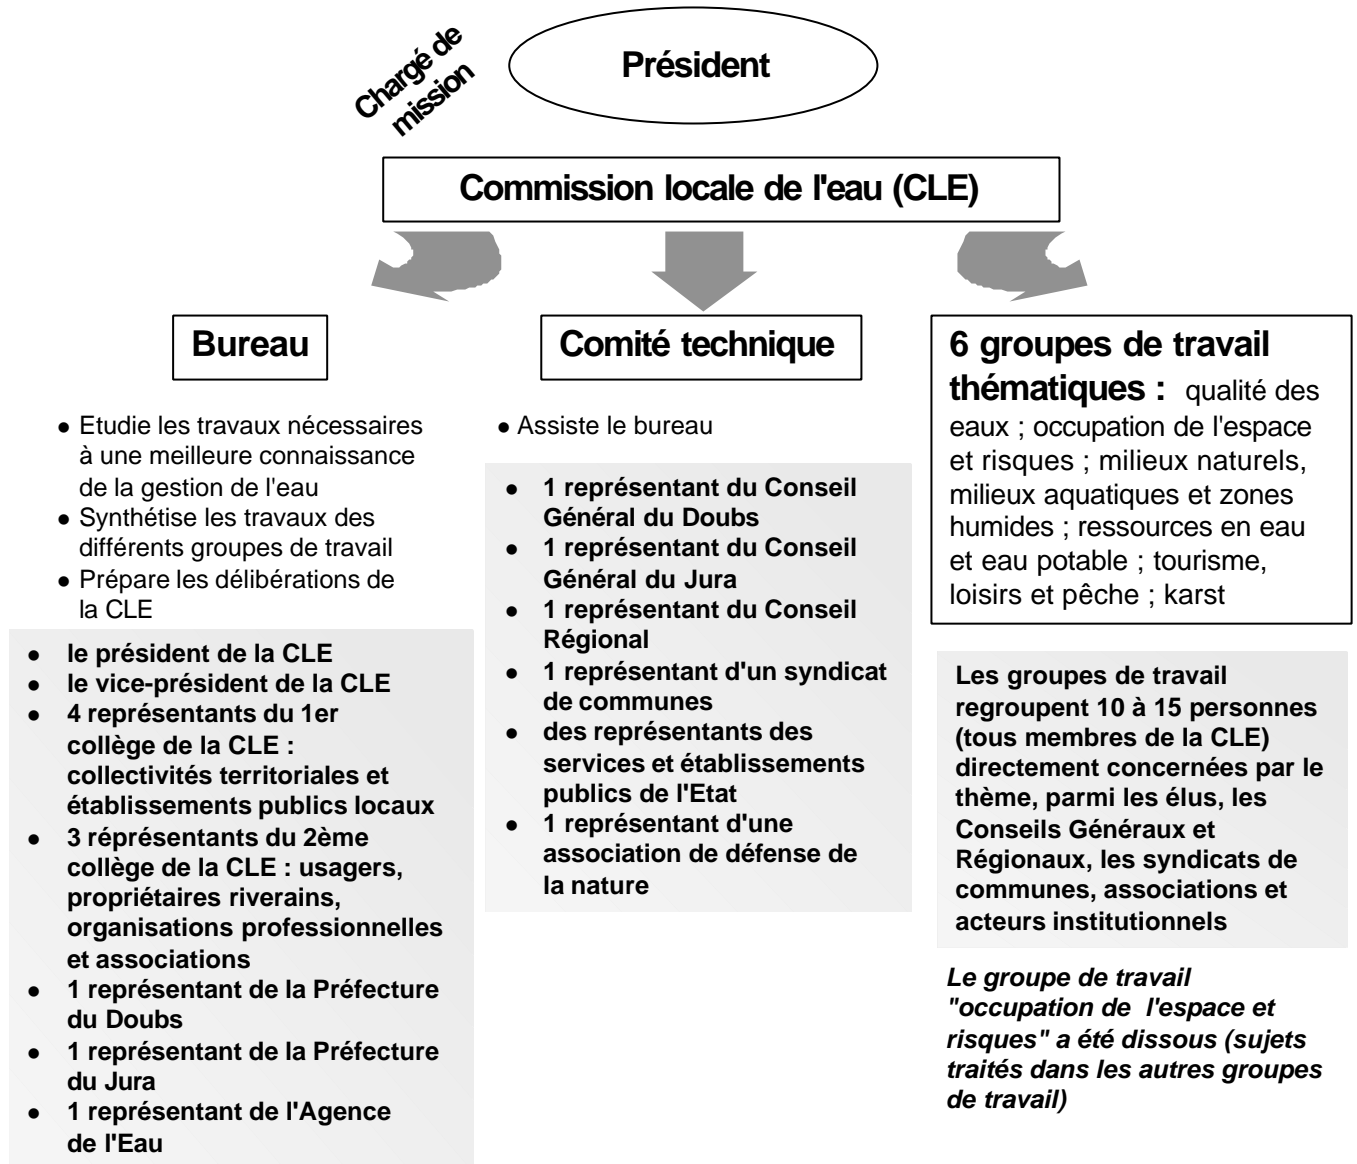 Chargé de
mission
Président
Commission locale de l'eau (CLE)
Bureau
● Etudie les travaux nécessaires
à une meilleure connaissance
de la gestion de l'eau
● Synthétise les travaux des
différents groupes de travail
● Prépare les délibérations de
la CLE
● le président de la CLE
● le vice-président de la CLE
● 4 représentants du 1er
collège de la CLE :
collectivités territoriales et
établissements publics locaux
● 3 réprésentants du 2ème
collège de la CLE : usagers,
propriétaires riverains,
organisations professionnelles
et associations
● 1 représentant de la Préfecture
du Doubs
● 1 représentant de la Préfecture
du Jura
● 1 représentant de l'Agence
de l'Eau
Comité technique
● Assiste le bureau
● 1 représentant du Conseil
Général du Doubs
● 1 représentant du Conseil
Général du Jura
● 1 représentant du Conseil
Régional
● 1 représentant d'un syndicat
de communes
● des représentants des
services et établissements
publics de l'Etat
● 1 représentant d'une
association de défense de
la nature
6 groupes de travail
thématiques : qualité des
eaux ; occupation de l'espace
et risques ; milieux naturels,
milieux aquatiques et zones
humides ; ressources en eau
et eau potable ; tourisme,
loisirs et pêche ; karst
Les groupes de travail
regroupent 10 à 15 personnes
(tous membres de la CLE)
directement concernées par le
thème, parmi les élus, les
Conseils Généraux et
Régionaux, les syndicats de
communes, associations et
acteurs institutionnels
Le groupe de travail
"occupation de l'espace et
risques" a été dissous (sujets
traités dans les autres groupes
de travail)